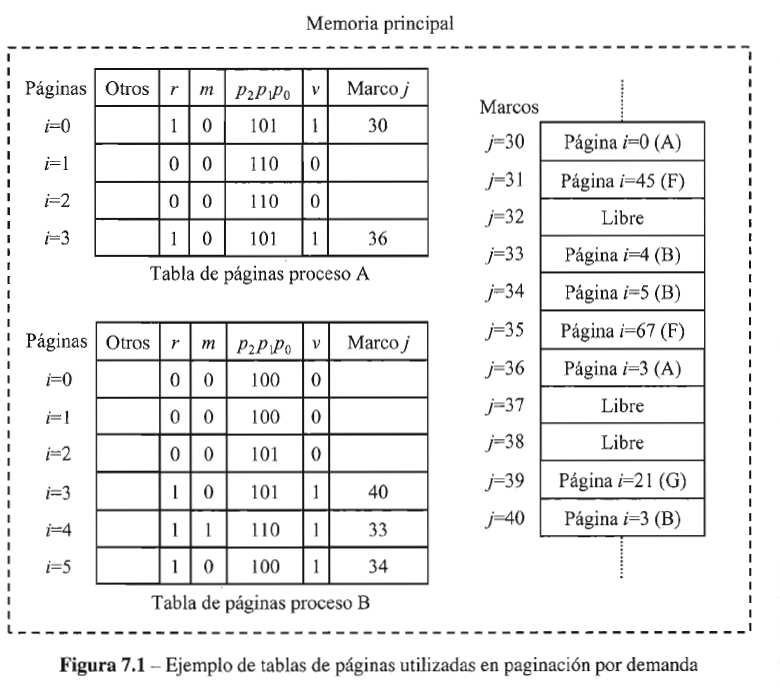 Memoria principal
Páginas Otros r m p₂p₁p₀ v Marco j
i=0 1 0 101 1 30
i=1 0 0 110 0
i=2 0 0 110 0
i=3 1 0 101 1 36
Tabla de páginas proceso A
Páginas Otros r m p₂p₁p₀ v Marco j
i=0 0 0 100 0
i=1 0 0 100 0
i=2 0 0 101 0
i=3 1 0 101 1 40
i=4 1 1 110 1 33
i=5 1 0 100 1 34
Tabla de páginas proceso B
Marcos
j=30 Página i=0 (A)
j=31 Página i=45 (F)
j=32 Libre
j=33 Página i=4 (B)
j=34 Página i=5 (B)
j=35 Página i=67 (F)
j=36 Página i=3 (A)
j=37 Libre
j=38 Libre
j=39 Página i=21 (G)
j=40 Página i=3 (B)
Figura 7.1 – Ejemplo de tablas de páginas utilizadas en paginación por demanda